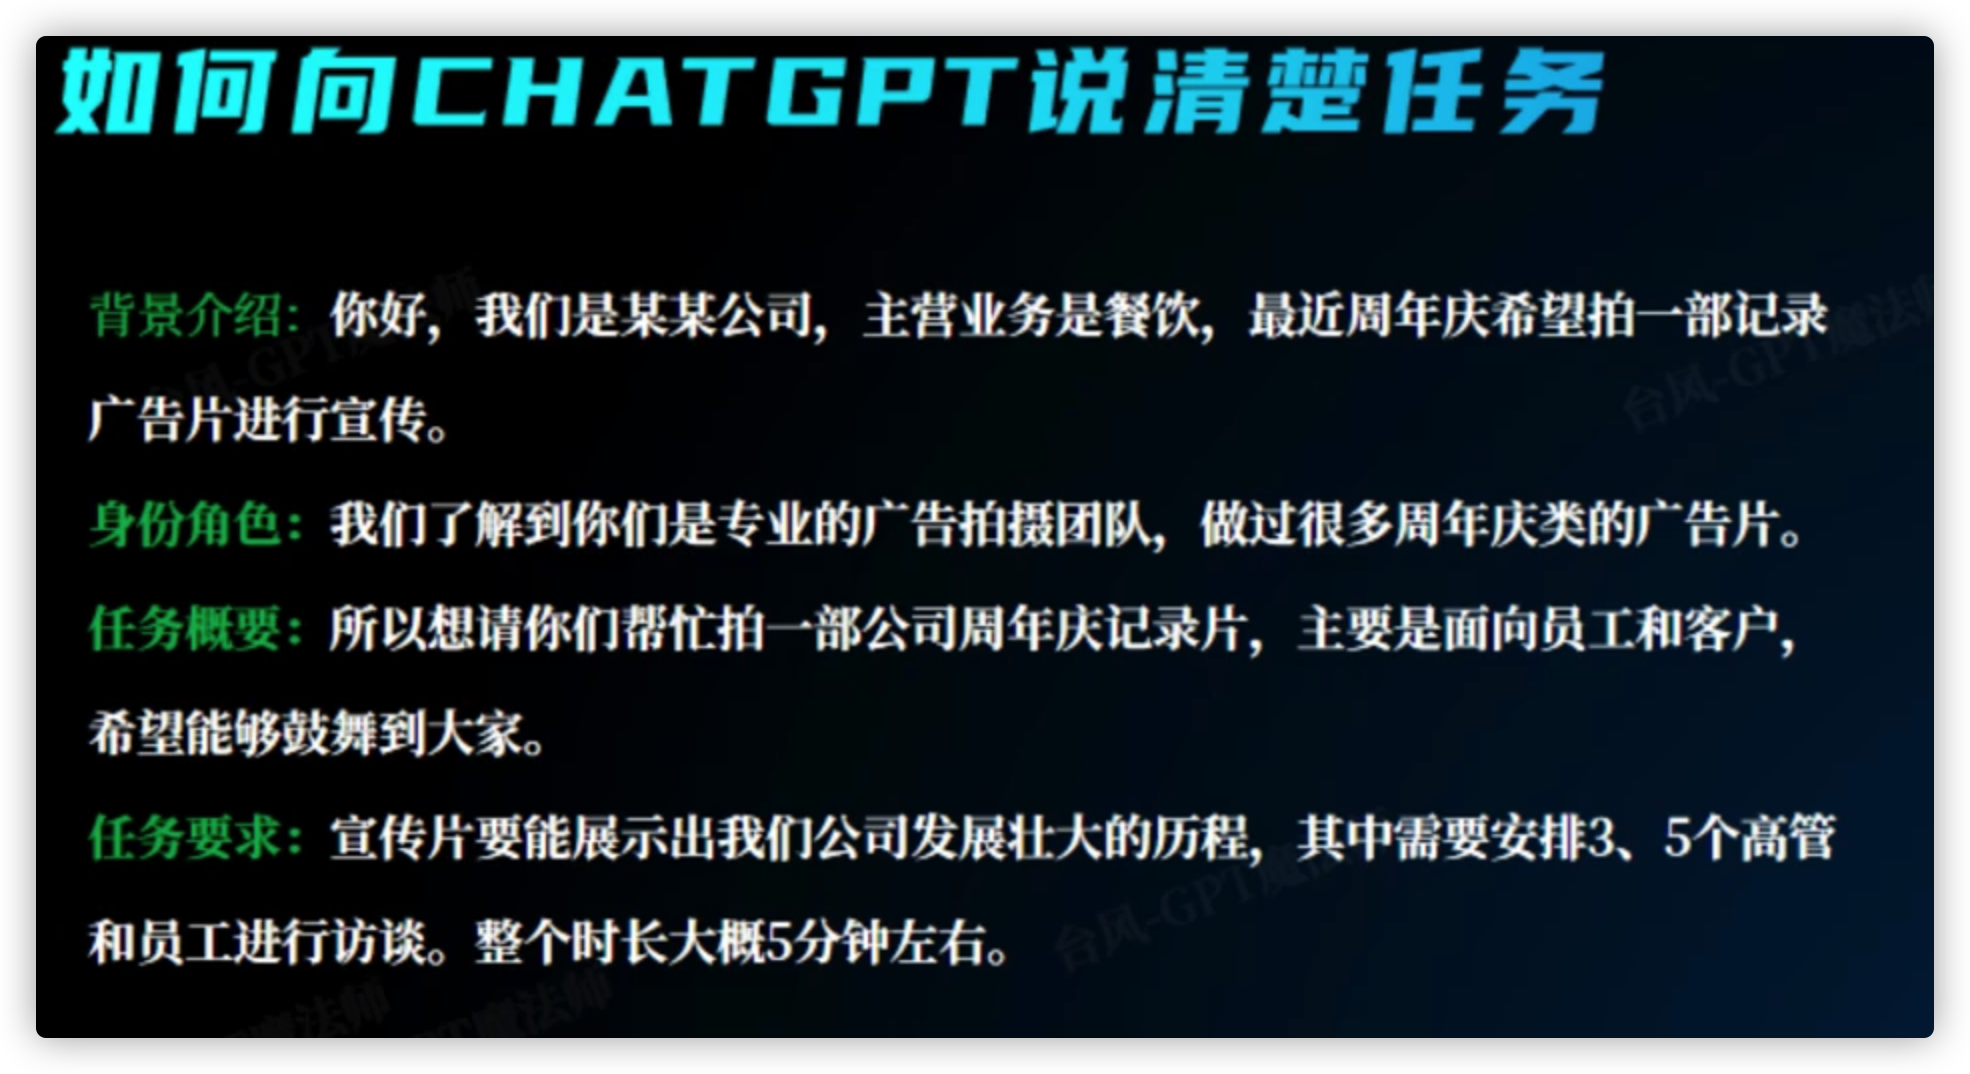 如何向CHATGPT说清楚任务
背景介绍：你好，我们是某某公司，主营业务是餐饮，最近周年庆希望拍一部记录
广告片进行宣传。
身份角色：我们了解到你们是专业的广告拍摄团队，做过很多周年庆类的广告片。
任务概要：所以想请你们帮忙拍一部公司周年庆记录片，主要是面向员工和客户，
希望能够鼓舞到大家。
任务要求：宣传片要能展示出我们公司发展壮大的历程，其中需要安排3、5个高管
和员工进行访谈。整个时长大概5分钟左右。
台风-GPT魔法师
台风-GPT魔法师
台风-GPT魔法
魔法师
GPT魔法师